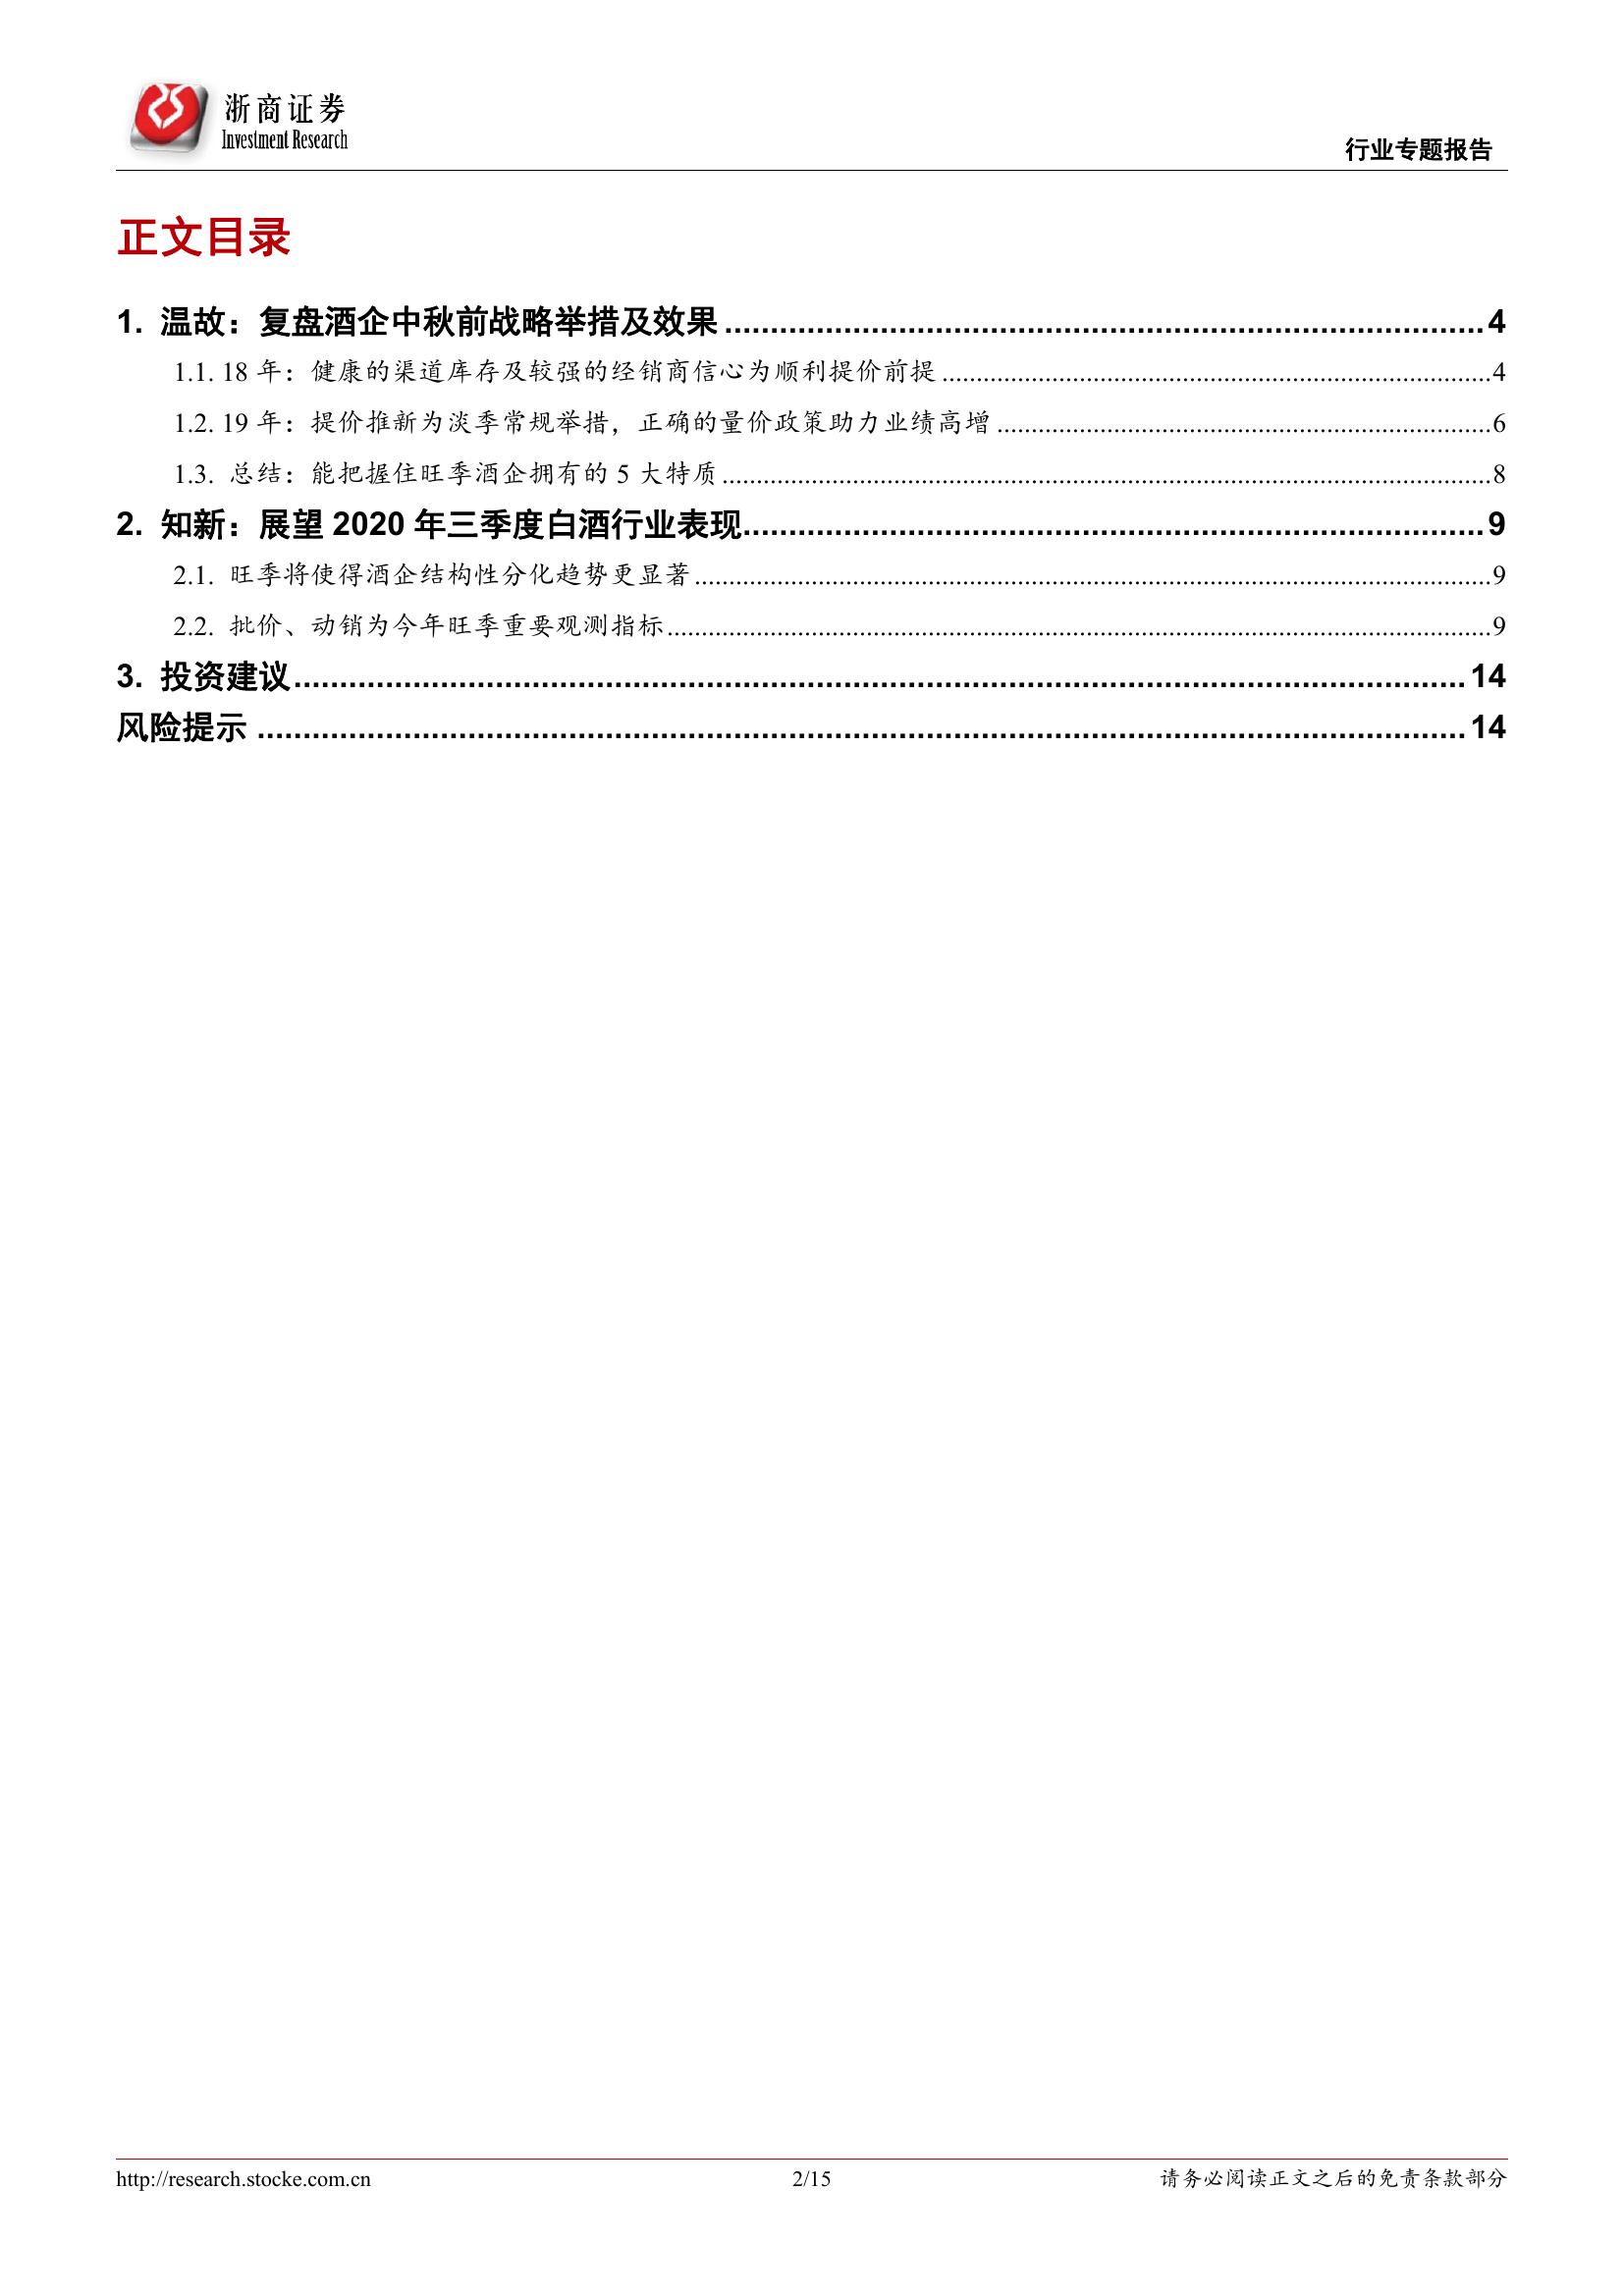 浙商证券
Investment Research
行业专题报告
正文目录
1. 温故：复盘酒企中秋前战略举措及效果 4
1.1. 18 年：健康的渠道库存及较强的经销商信心为顺利提价前提 4
1.2. 19 年：提价推新为淡季常规举措，正确的量价政策助力业绩高增 6
1.3. 总结：能把握住旺季酒企拥有的 5 大特质 8
2. 知新：展望 2020 年三季度白酒行业表现 9
2.1. 旺季将使得酒企结构性分化趋势更显著 9
2.2. 批价、动销为今年旺季重要观测指标 9
3. 投资建议 14
风险提示 14
http://research.stocke.com.cn 2/15 请务必阅读正文之后的免责条款部分